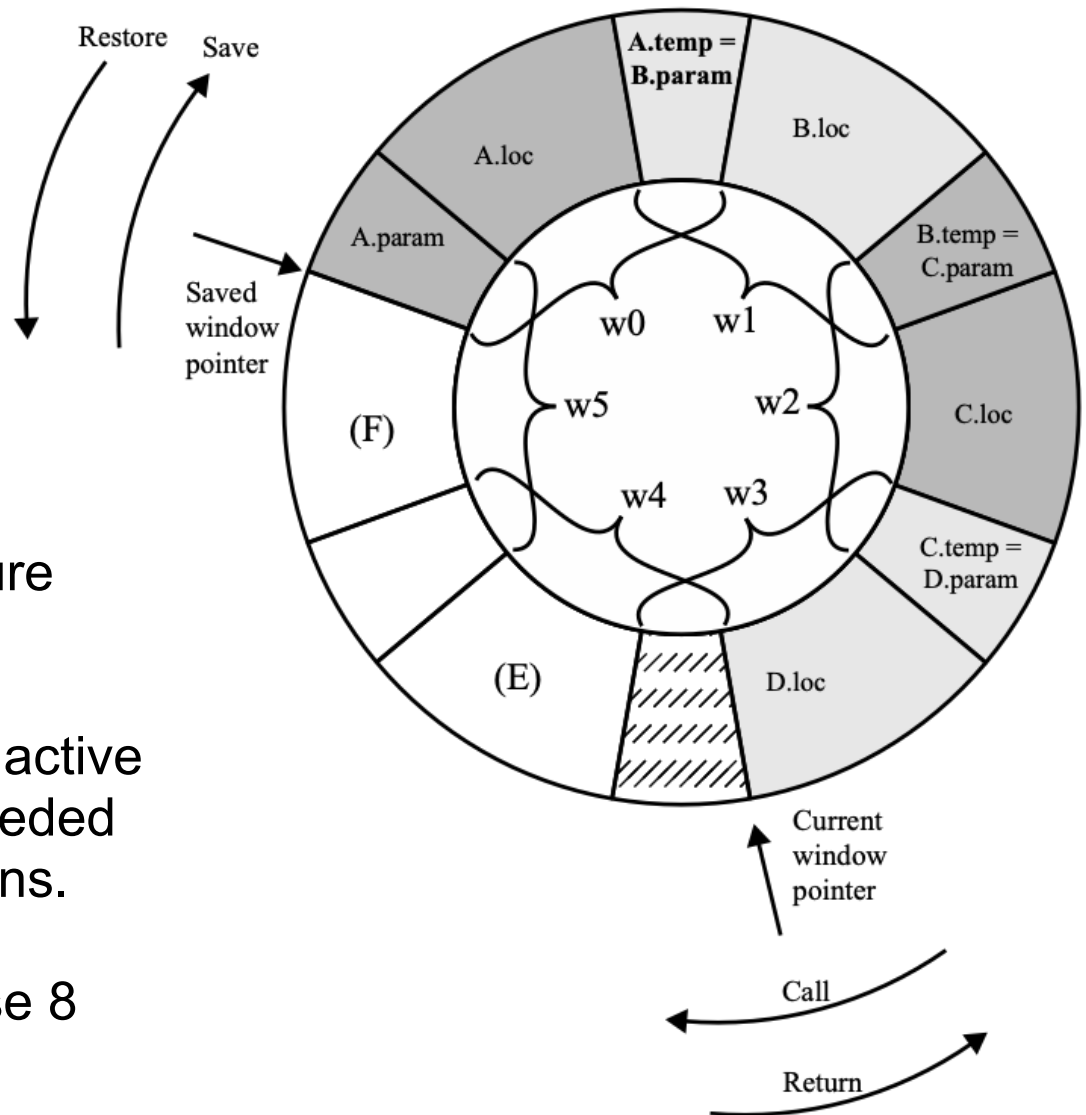 Restore
Save
A.temp =
B.param
B.loc
A.loc
A.param
B.temp =
C.param
Saved
window
pointer
w0
w1
w5
w2
(F)
C.loc
w4
w3
C.temp =
D.param
(E)
D.loc
ure
active
eded
ns.
se 8
Current
window
pointer
Call
Return